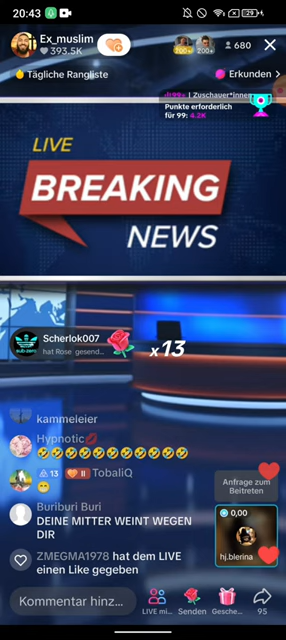 20:43
29
Ex_muslim
393.5K
200+
200+
680
Tägliche Rangliste
Erkunden
99+ | Zuschauer*innen
Punkte erforderlich
für 99: 4.2K
LIVE
BREAKING
NEWS
Scherlok007
hat Rose gesend...
x13
kammeleier
Hypnotic💋
🤣🤣🤣🤣🤣🤣🤣🤣🤣🤣🤣
13 II TobaliQ
😁
Buriburi Buri
DEINE MITTER WEINT WEGEN
DIR
ZMEGMA1978 hat dem LIVE
einen Like gegeben
Anfrage zum
Beitreten
0,00
hj.blerina
Kommentar hinz...
LIVE mi...
Senden
Gesche...
95